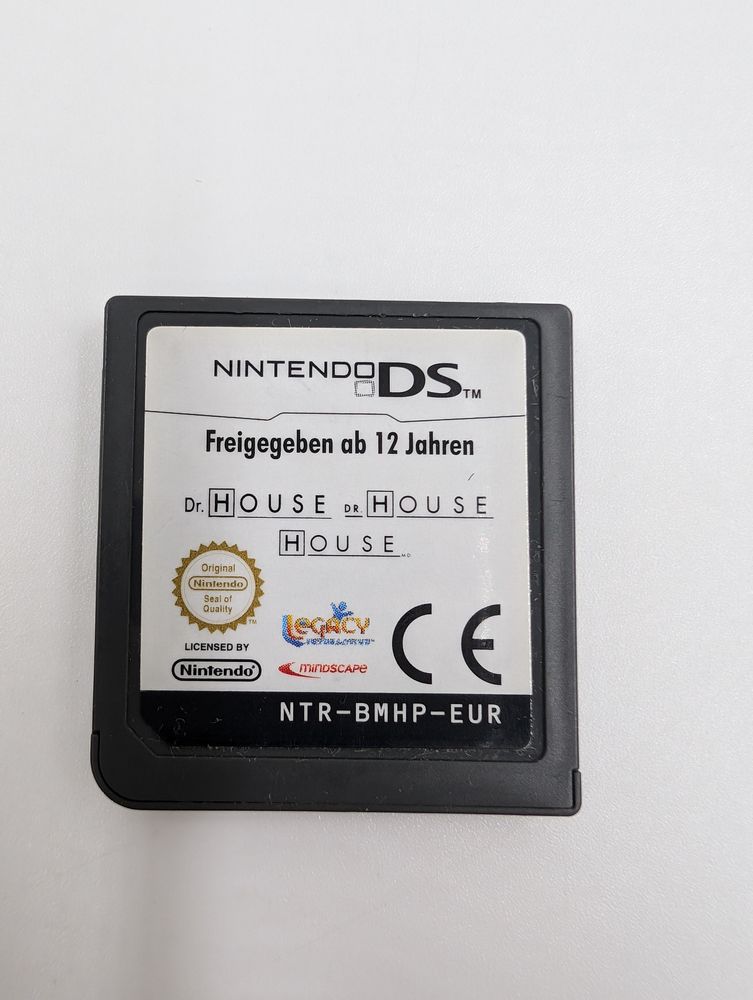 NINTENDO DS™
Freigegeben ab 12 Jahren
Dr. HOUSE DR. HOUSE
HOUSE M.D.
Original
Nintendo
Seal of
Quality
TM
LICENSED BY
Nintendo
LEGACY
MINDSCAPE
CE
NTR-BMHP-EUR